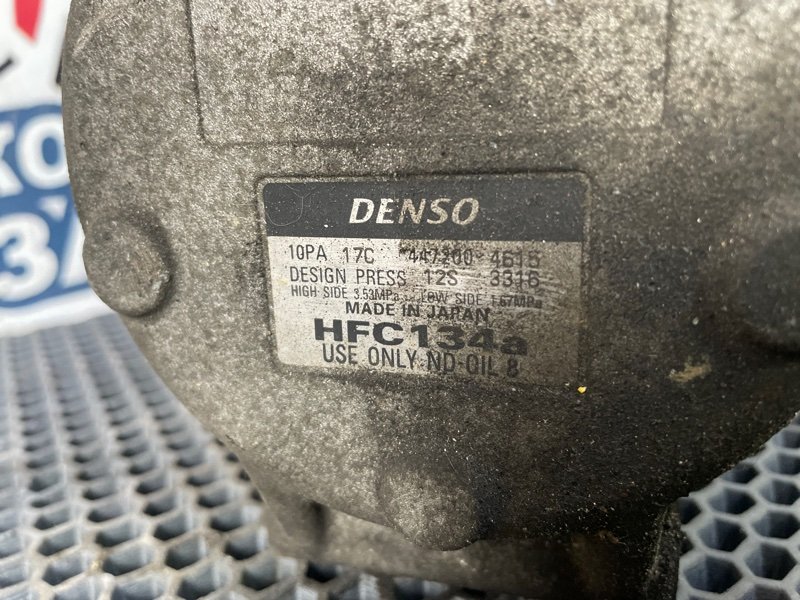 DENSO
10PA 17C 447200-4615
DESIGN PRESS 12S 3316
HIGH SIDE 3.53MPa LOW SIDE 1.67MPa
MADE IN JAPAN
HFC134a
USE ONLY ND-OIL 8